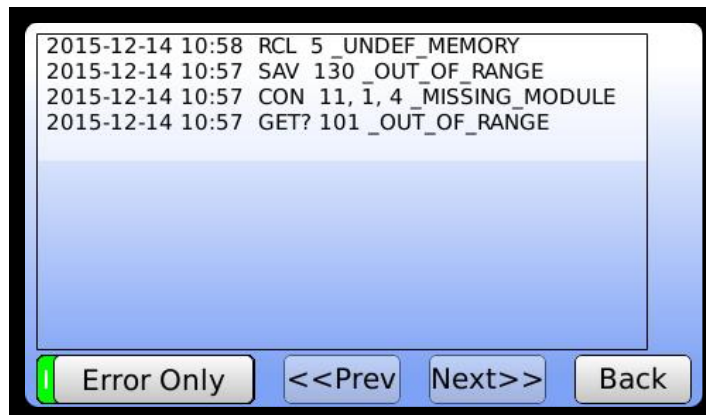 2015-12-14 10:58 RCL 5 _UNDEF_MEMORY
2015-12-14 10:57 SAV 130 _OUT_OF_RANGE
2015-12-14 10:57 CON 11, 1, 4 _MISSING_MODULE
2015-12-14 10:57 GET? 101 _OUT_OF_RANGE
I Error Only <<Prev Next>> Back